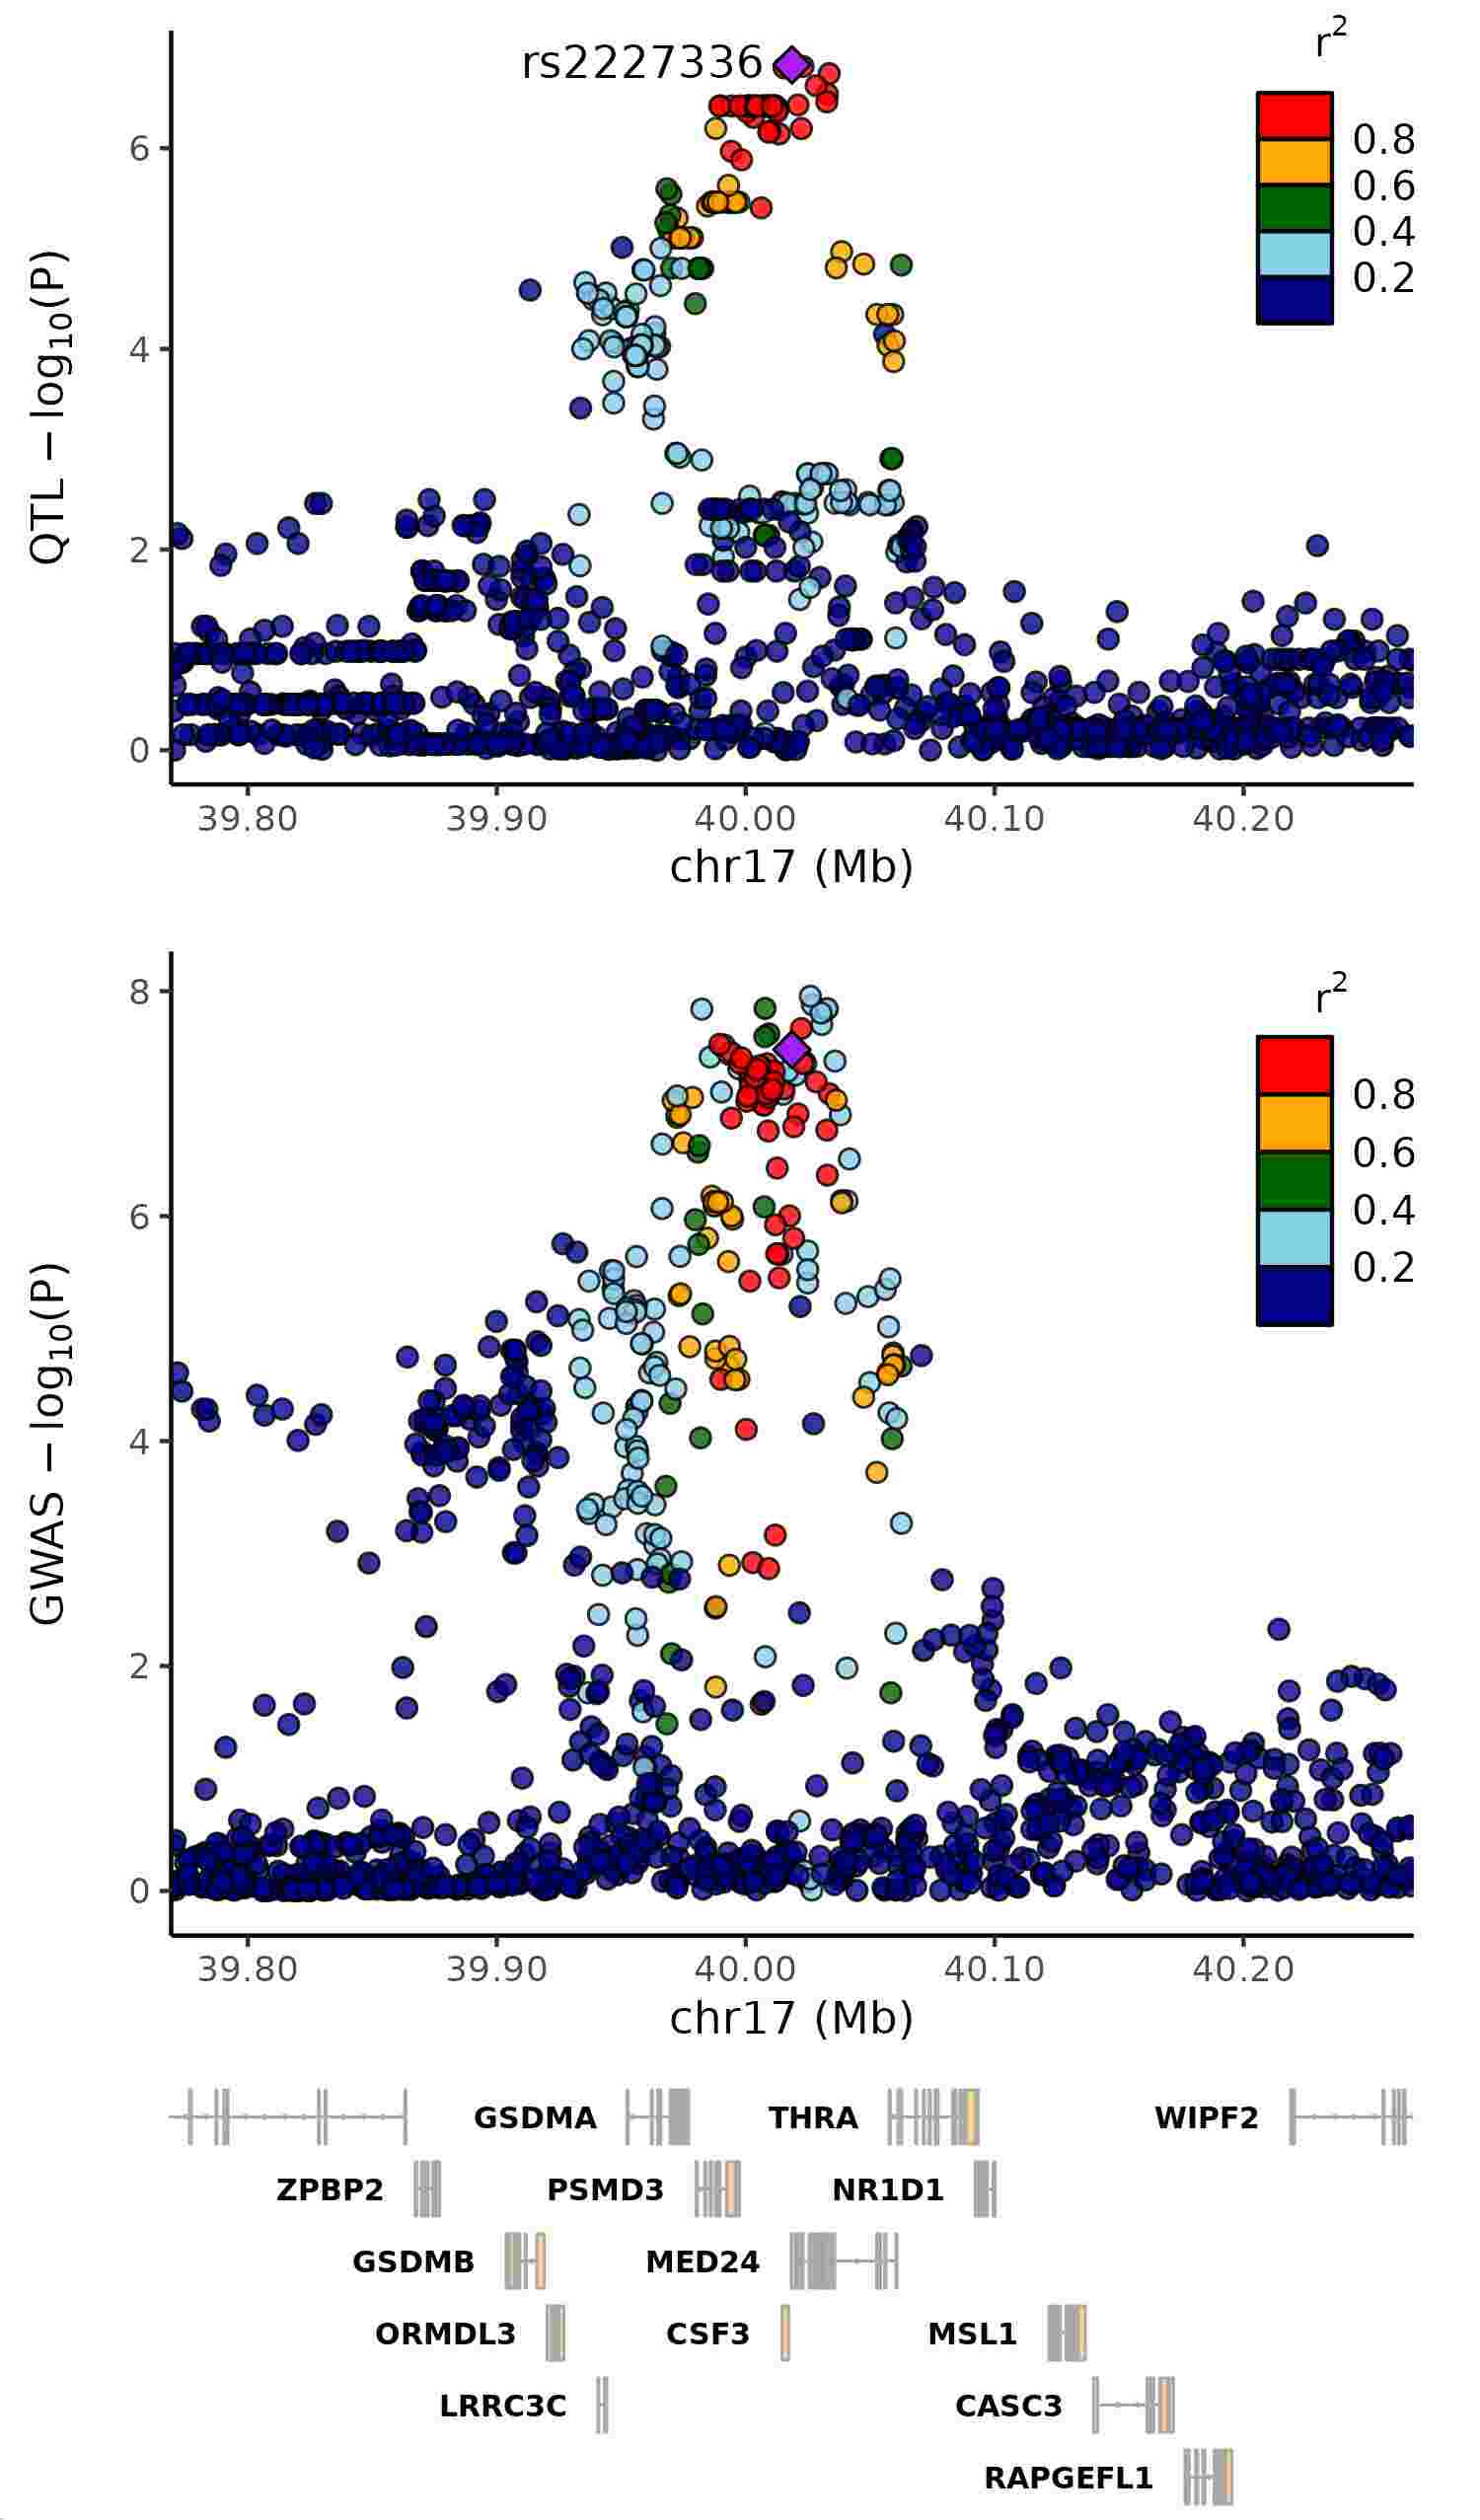 r²
rs2227336
0.8
0.6
0.4
0.2
QTL −log₁₀(P)
6
4
2
0
39.80 39.90 40.00 40.10 40.20
chr17 (Mb)
r²
0.8
0.6
0.4
0.2
GWAS −log₁₀(P)
8
6
4
2
0
39.80 39.90 40.00 40.10 40.20
chr17 (Mb)
GSDMA THRA WIPF2
ZPBP2 PSMD3 NR1D1
GSDMB MED24
ORMDL3 CSF3 MSL1
LRRC3C CASC3
RAPGEFL1